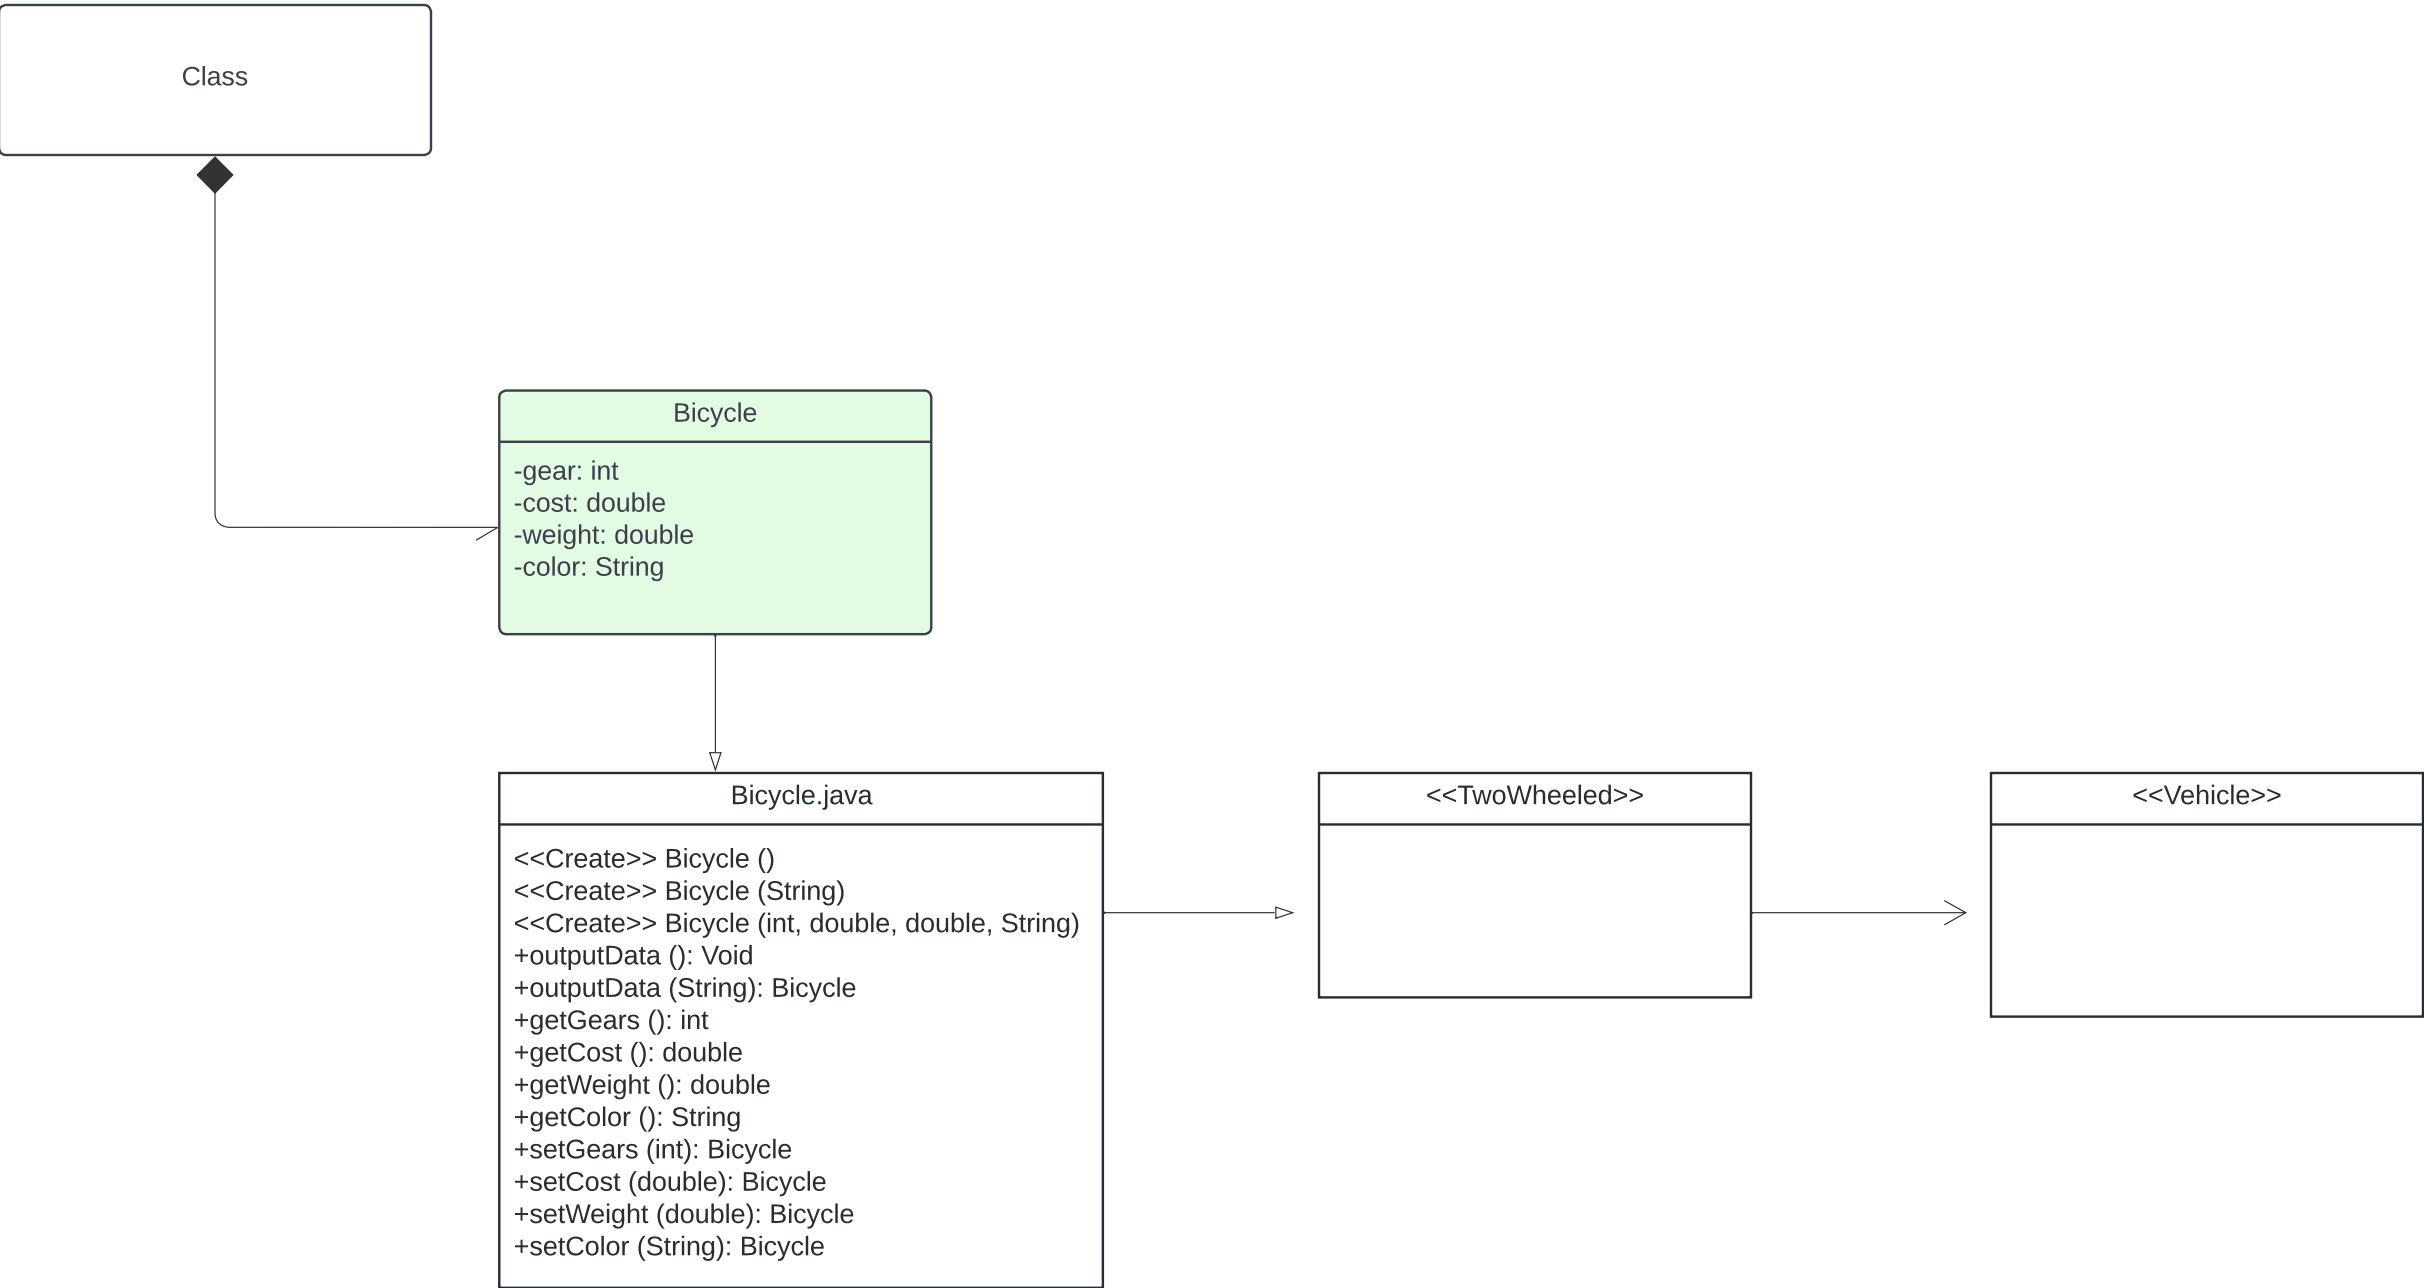 Class
Bicycle
-gear: int
-cost: double
-weight: double
-color: String
Bicycle.java
<<Create>> Bicycle ()
<<Create>> Bicycle (String)
<<Create>> Bicycle (int, double, double, String)
+outputData (): Void
+outputData (String): Bicycle
+getGears (): int
+getCost (): double
+getWeight (): double
+getColor (): String
+setGears (int): Bicycle
+setCost (double): Bicycle
+setWeight (double): Bicycle
+setColor (String): Bicycle
<<TwoWheeled>>
<<Vehicle>>